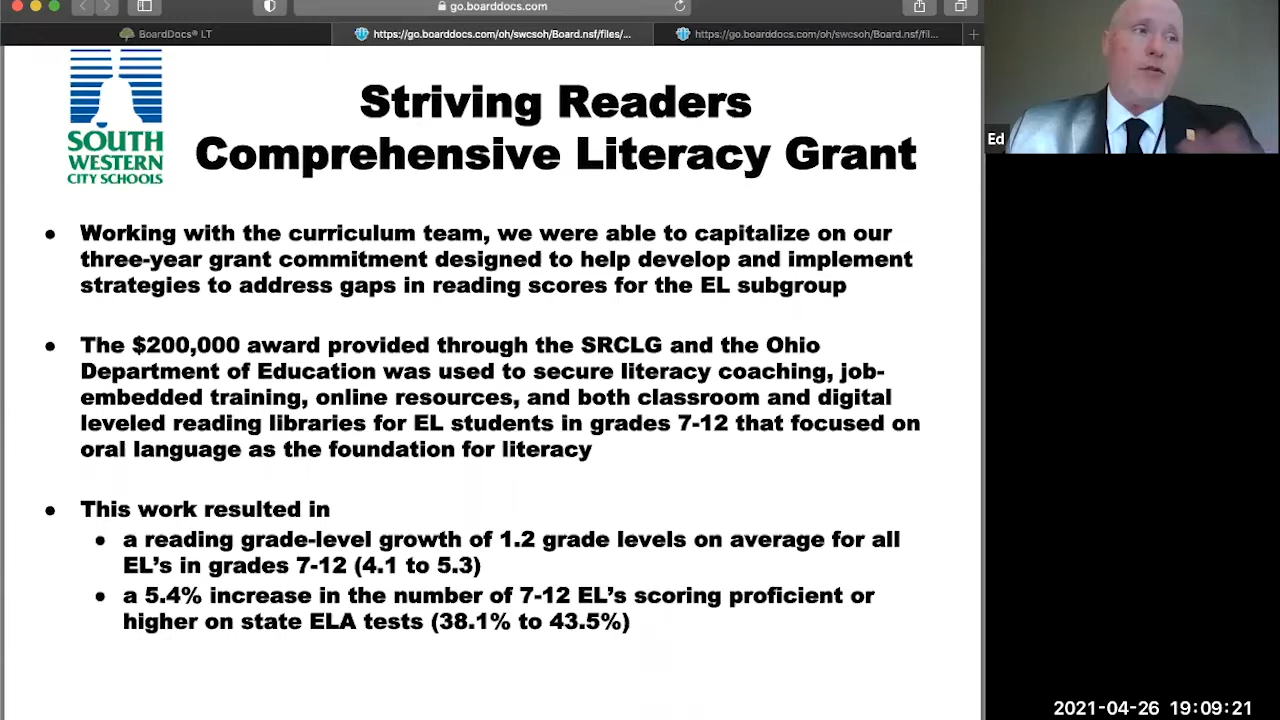 go.boarddocs.com
BoardDocs® LT
https://go.boarddocs.com/oh/swcsoh/Board.nsf/files/...
https://go.boarddocs.com/oh/swcsoh/Board.nsf/fil...
SOUTH
WESTERN
CITY SCHOOLS
Striving Readers
Comprehensive Literacy Grant
Ed
• Working with the curriculum team, we were able to capitalize on our
three-year grant commitment designed to help develop and implement
strategies to address gaps in reading scores for the EL subgroup
• The $200,000 award provided through the SRCLG and the Ohio
Department of Education was used to secure literacy coaching, job-
embedded training, online resources, and both classroom and digital
leveled reading libraries for EL students in grades 7-12 that focused on
oral language as the foundation for literacy
• This work resulted in
• a reading grade-level growth of 1.2 grade levels on average for all
EL's in grades 7-12 (4.1 to 5.3)
• a 5.4% increase in the number of 7-12 EL's scoring proficient or
higher on state ELA tests (38.1% to 43.5%)
2021-04-26 19:09:21